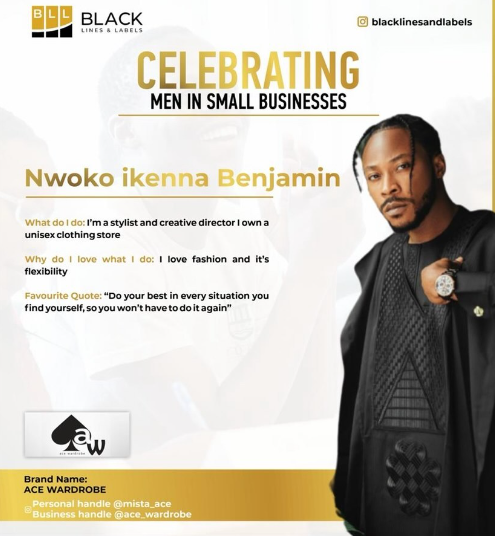 BLL BLACK
LINES & LABELS
blacklinesandlabels
CELEBRATING
MEN IN SMALL BUSINESSES
Nwoko ikenna Benjamin
What do I do: I'm a stylist and creative director I own a
unisex clothing store
Why do I love what I do: I love fashion and it's
flexibility
Favourite Quote: “Do your best in every situation you
find yourself, so you won't have to do it again”
aw
ace wardrobe
Brand Name:
ACE WARDROBE
Personal handle @mista_ace
Business handle @ace_wardrobe